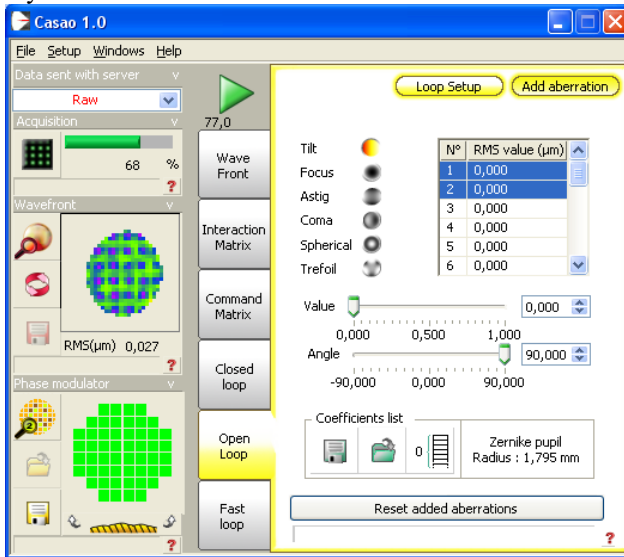 Casao 1.0
File Setup Windows Help
Data sent with server v
Raw
Acquisition v
68 %
?
Wavefront v
RMS(µm) 0,027
?
Phase modulator v
2
?
77,0
Wave
Front
Interaction
Matrix
Command
Matrix
Closed
loop
Open
Loop
Fast
loop
Loop Setup Add aberration
Tilt
Focus
Astig
Coma
Spherical
Trefoil
N° RMS value (µm)
1 0,000
2 0,000
3 0,000
4 0,000
5 0,000
6 0,000
Value 0,000
0,000 0,500 1,000
Angle 90,000
-90,000 0,000 90,000
Coefficients list
0
Zernike pupil
Radius : 1,795 mm
Reset added aberrations
?